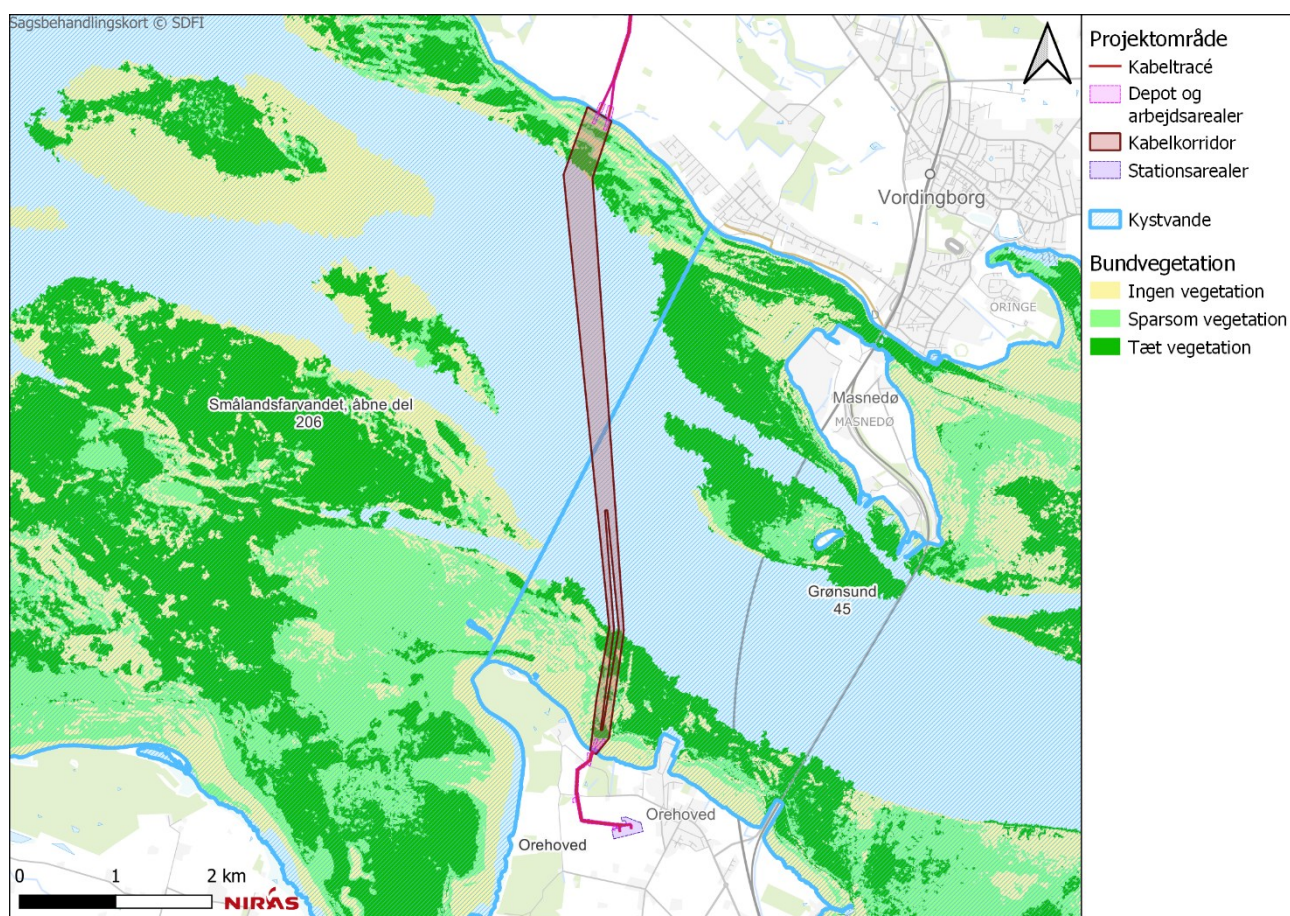 Sagsbehandlingskort © SDFI
Vordingborg
ORINGE
Masnedø
MASNEDØ
Smålandsfarvandet, åbne del
206
Grønsund
45
Orehoved
Orehoved
0 1 2 km
NIRAS
Projektområde
Kabeltracé
Depot og
arbejdsarealer
Kabelkorridor
Stationsarealer
Kystvande
Bundvegetation
Ingen vegetation
Sparsom vegetation
Tæt vegetation